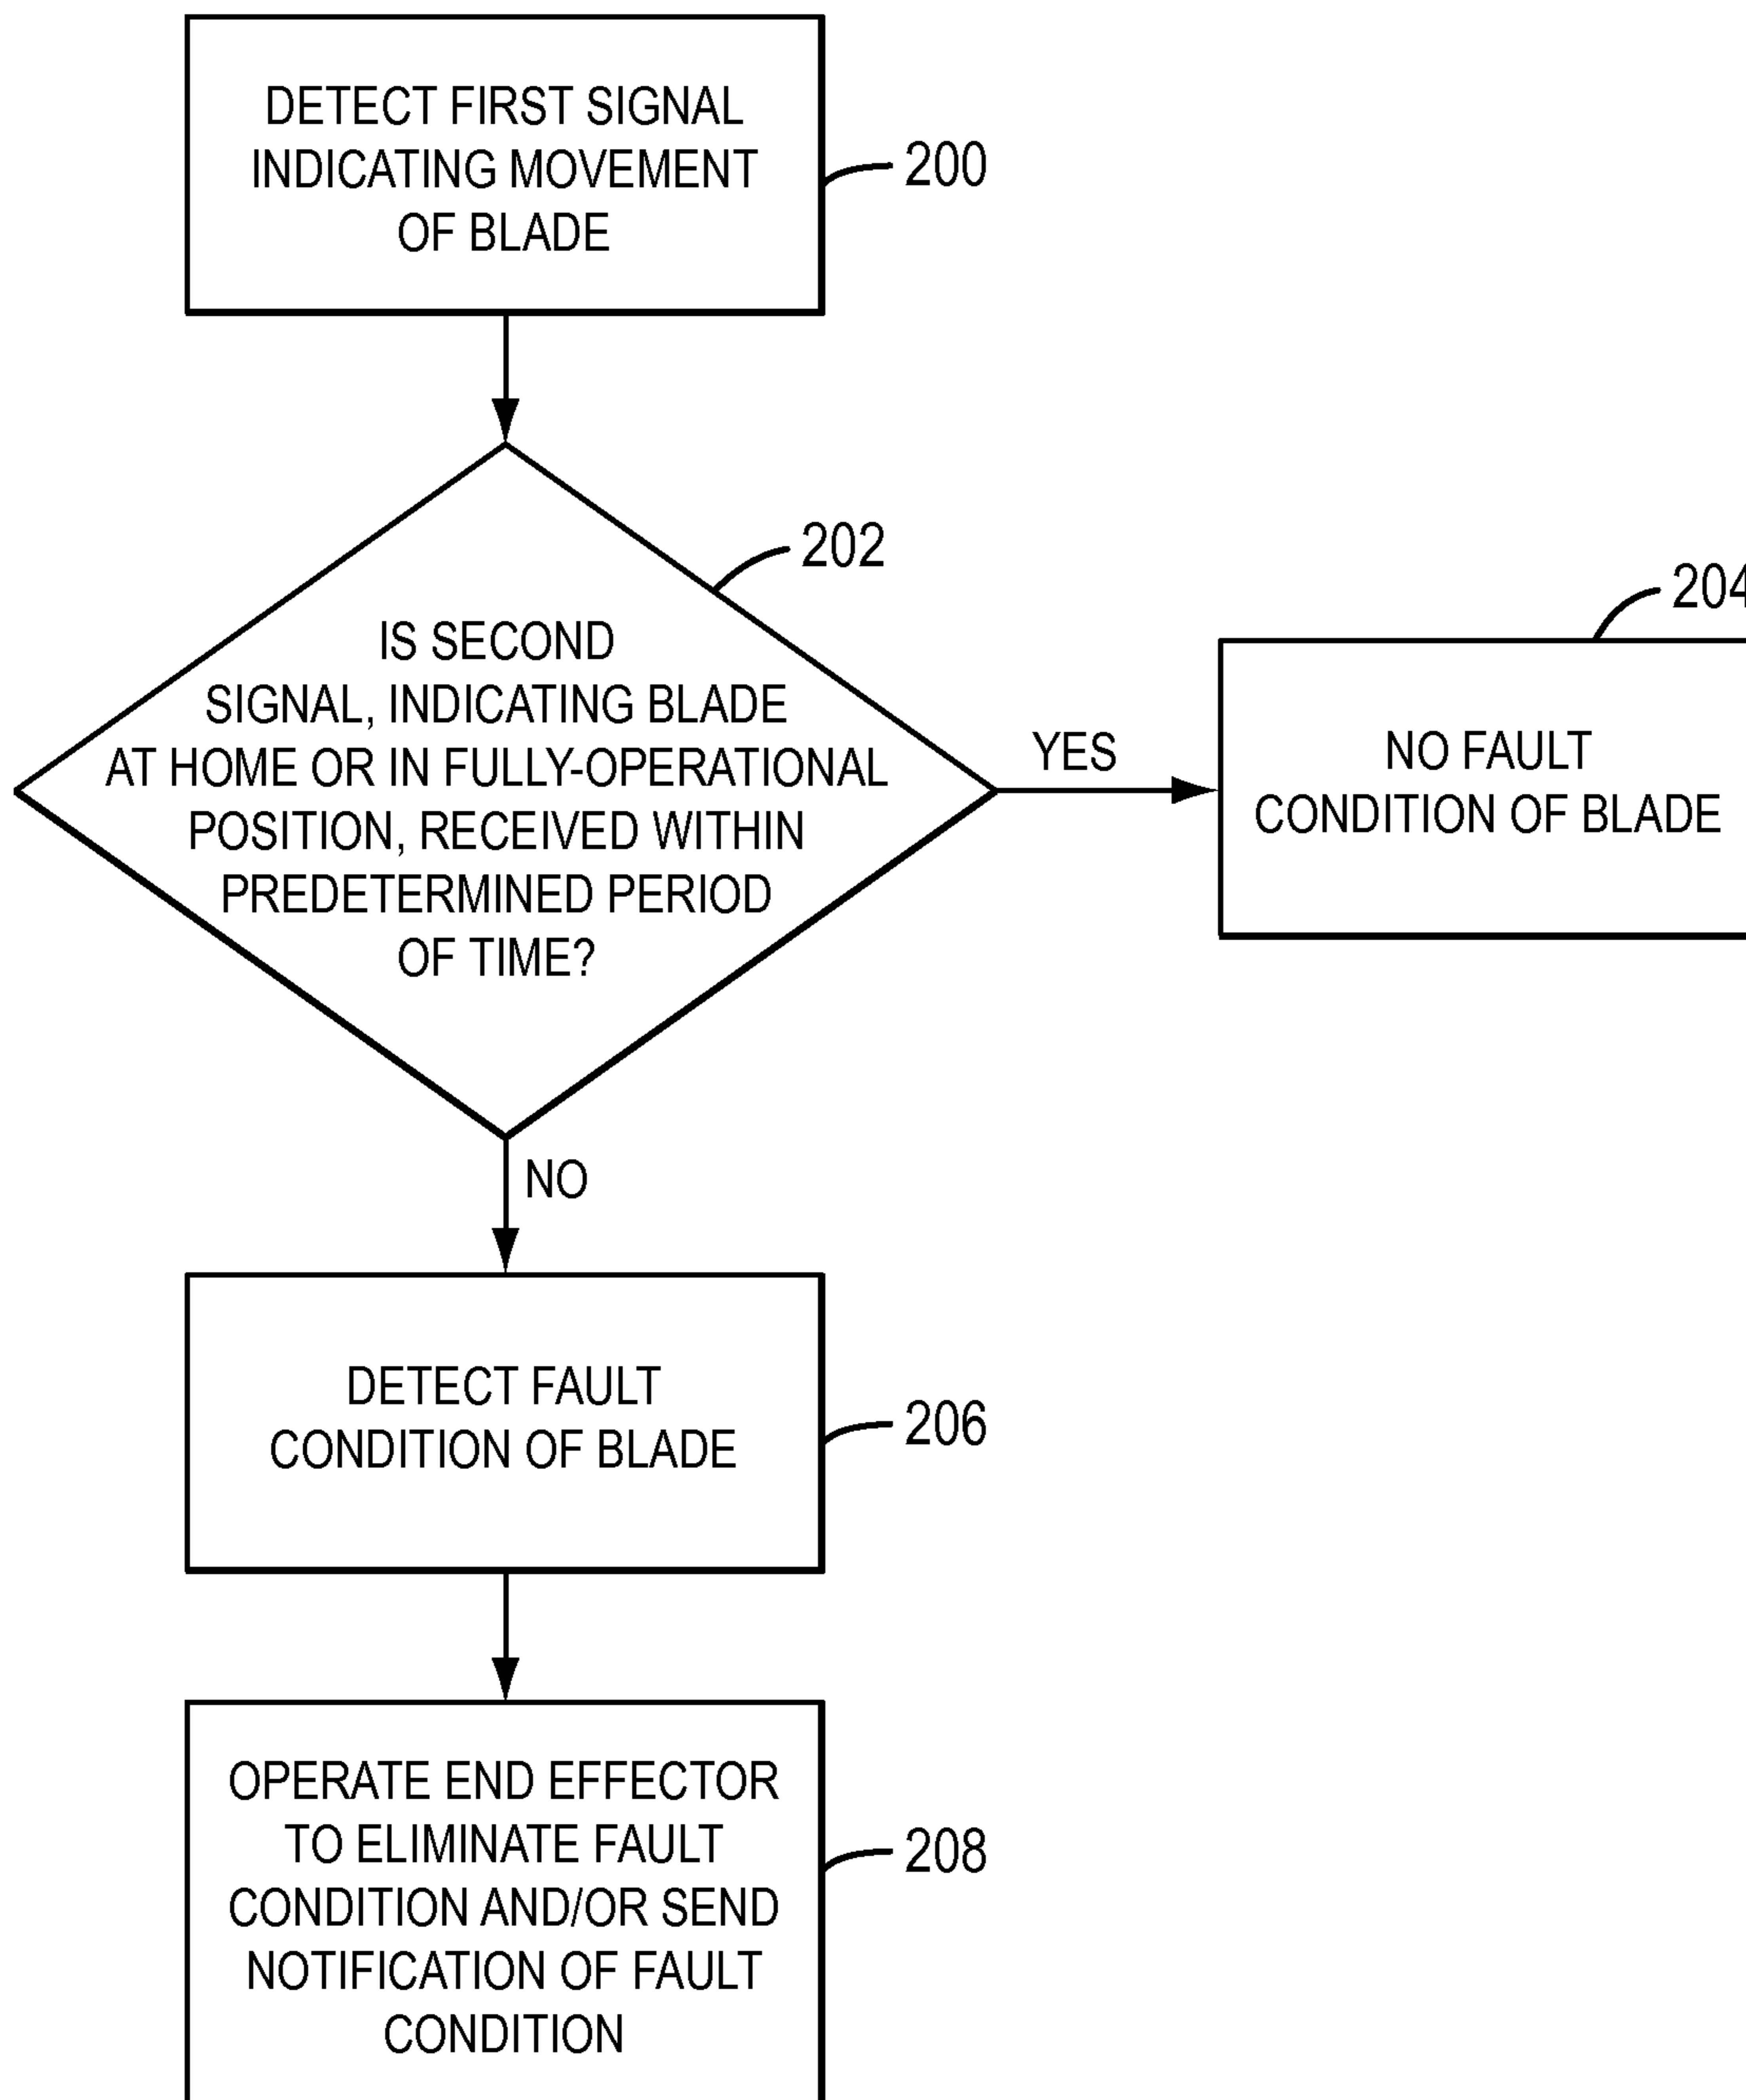 DETECT FIRST SIGNAL
INDICATING MOVEMENT
OF BLADE
200
202
IS SECOND
SIGNAL, INDICATING BLADE
AT HOME OR IN FULLY-OPERATIONAL
POSITION, RECEIVED WITHIN
PREDETERMINED PERIOD
OF TIME?
YES
204
NO FAULT
CONDITION OF BLADE
NO
DETECT FAULT
CONDITION OF BLADE
206
OPERATE END EFFECTOR
TO ELIMINATE FAULT
CONDITION AND/OR SEND
NOTIFICATION OF FAULT
CONDITION
208